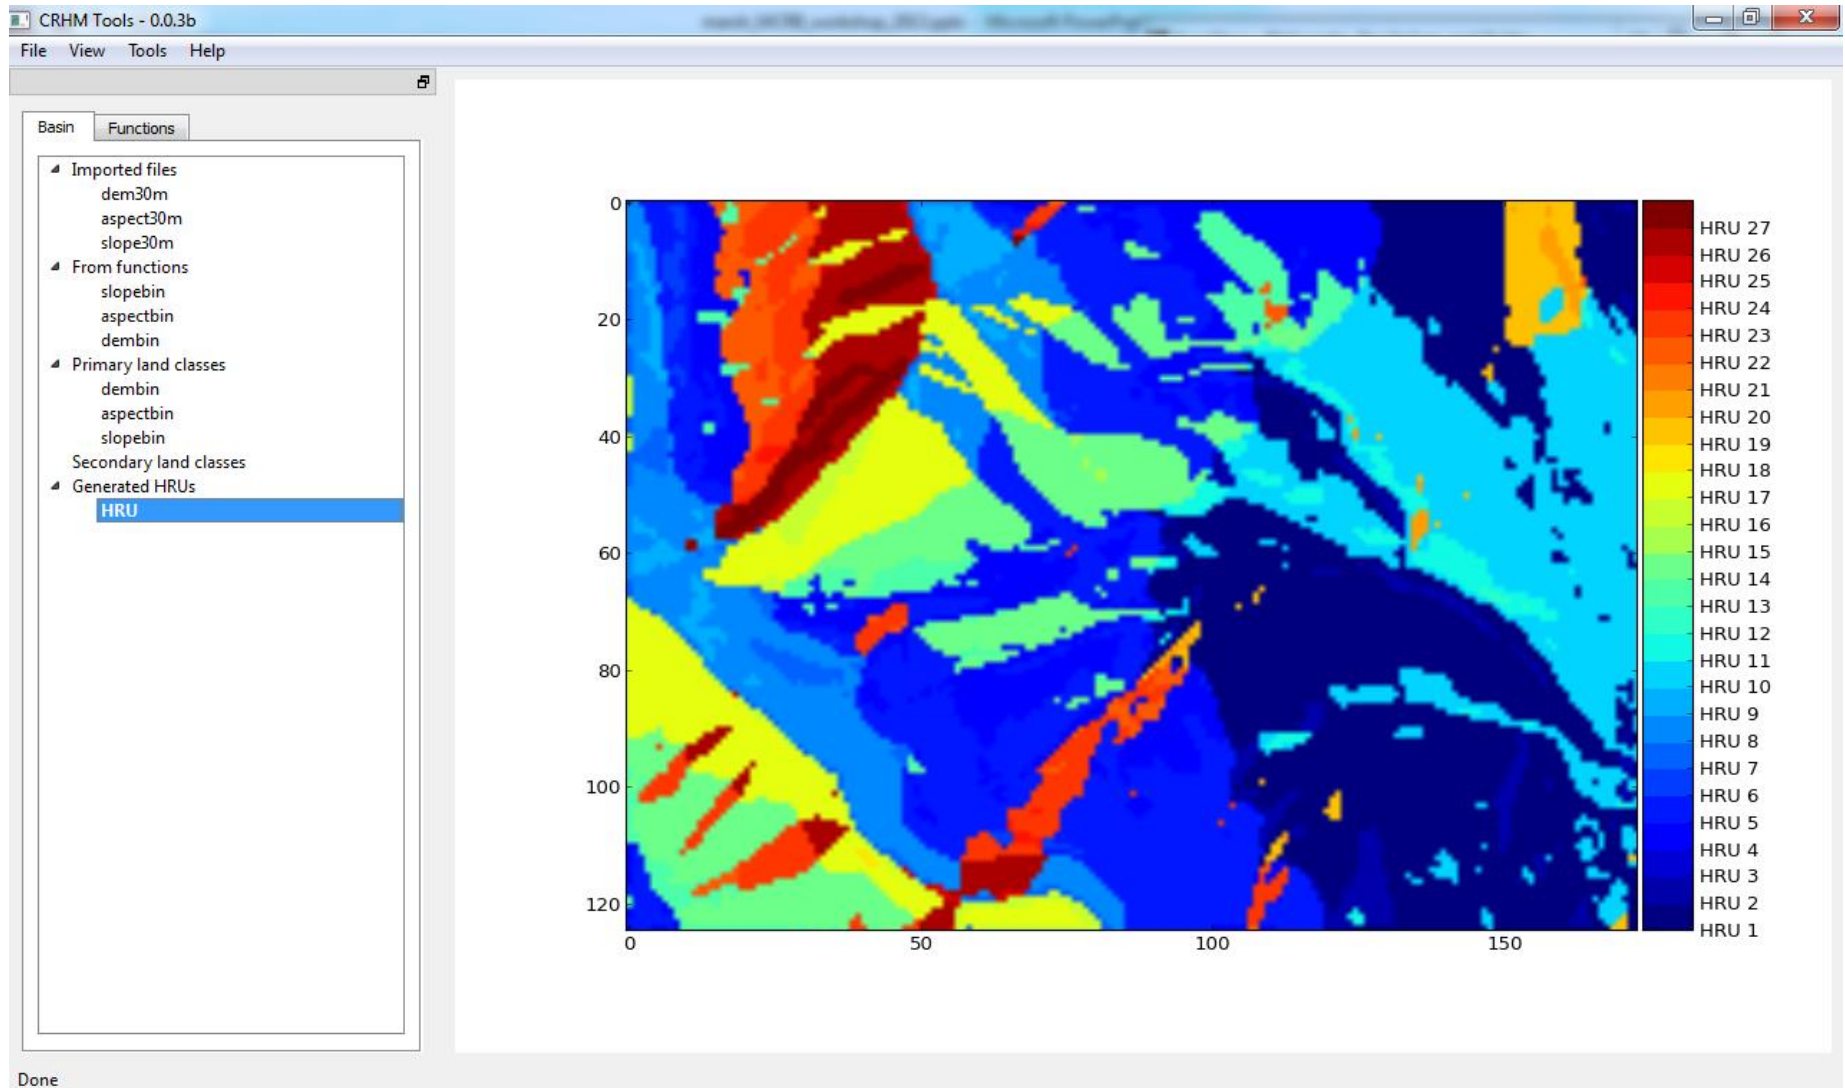 CRHM Tools - 0.0.3b
File View Tools Help
Basin Functions
Imported files
dem30m
aspect30m
slope30m
From functions
slopebin
aspectbin
dembin
Primary land classes
dembin
aspectbin
slopebin
Secondary land classes
Generated HRUs
HRU
0
20
40
60
80
100
120
0 50 100 150
HRU 27
HRU 26
HRU 25
HRU 24
HRU 23
HRU 22
HRU 21
HRU 20
HRU 19
HRU 18
HRU 17
HRU 16
HRU 15
HRU 14
HRU 13
HRU 12
HRU 11
HRU 10
HRU 9
HRU 8
HRU 7
HRU 6
HRU 5
HRU 4
HRU 3
HRU 2
HRU 1
Done